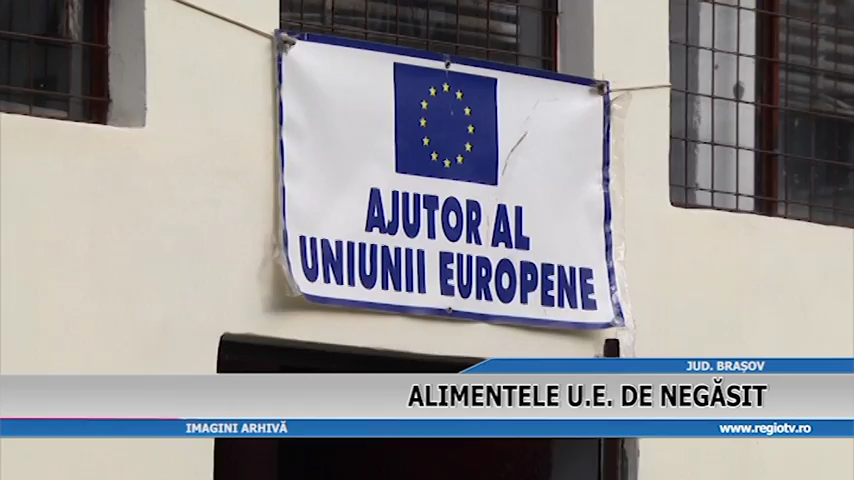 AJUTOR AL
UNIUNII EUROPENE
JUD. BRAȘOV
ALIMENTELE U.E. DE NEGĂSIT
IMAGINI ARHIVĂ
www.regiotv.ro